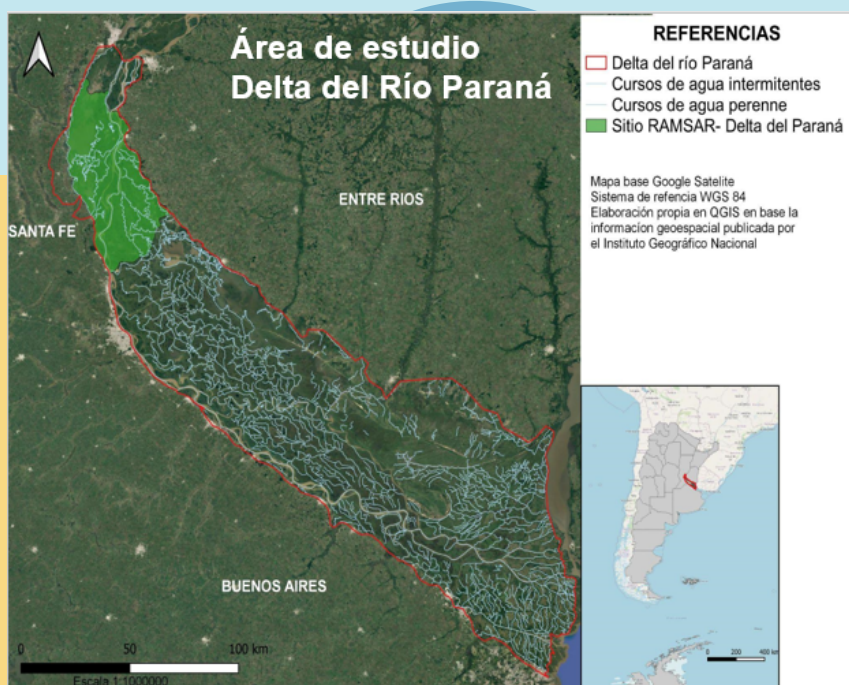 Área de estudio
Delta del Río Paraná
ENTRE RIOS
SANTA FE
BUENOS AIRES
0 50 100 km
Escala 1:1000000
REFERENCIAS
Delta del río Paraná
Cursos de agua intermitentes
Cursos de agua perenne
Sitio RAMSAR- Delta del Paraná
Mapa base Google Satelite
Sistema de refencia WGS 84
Elaboración propia en QGIS en base la
informacion geoespacial publicada por
el Instituto Geográfico Nacional
0 200 400 km